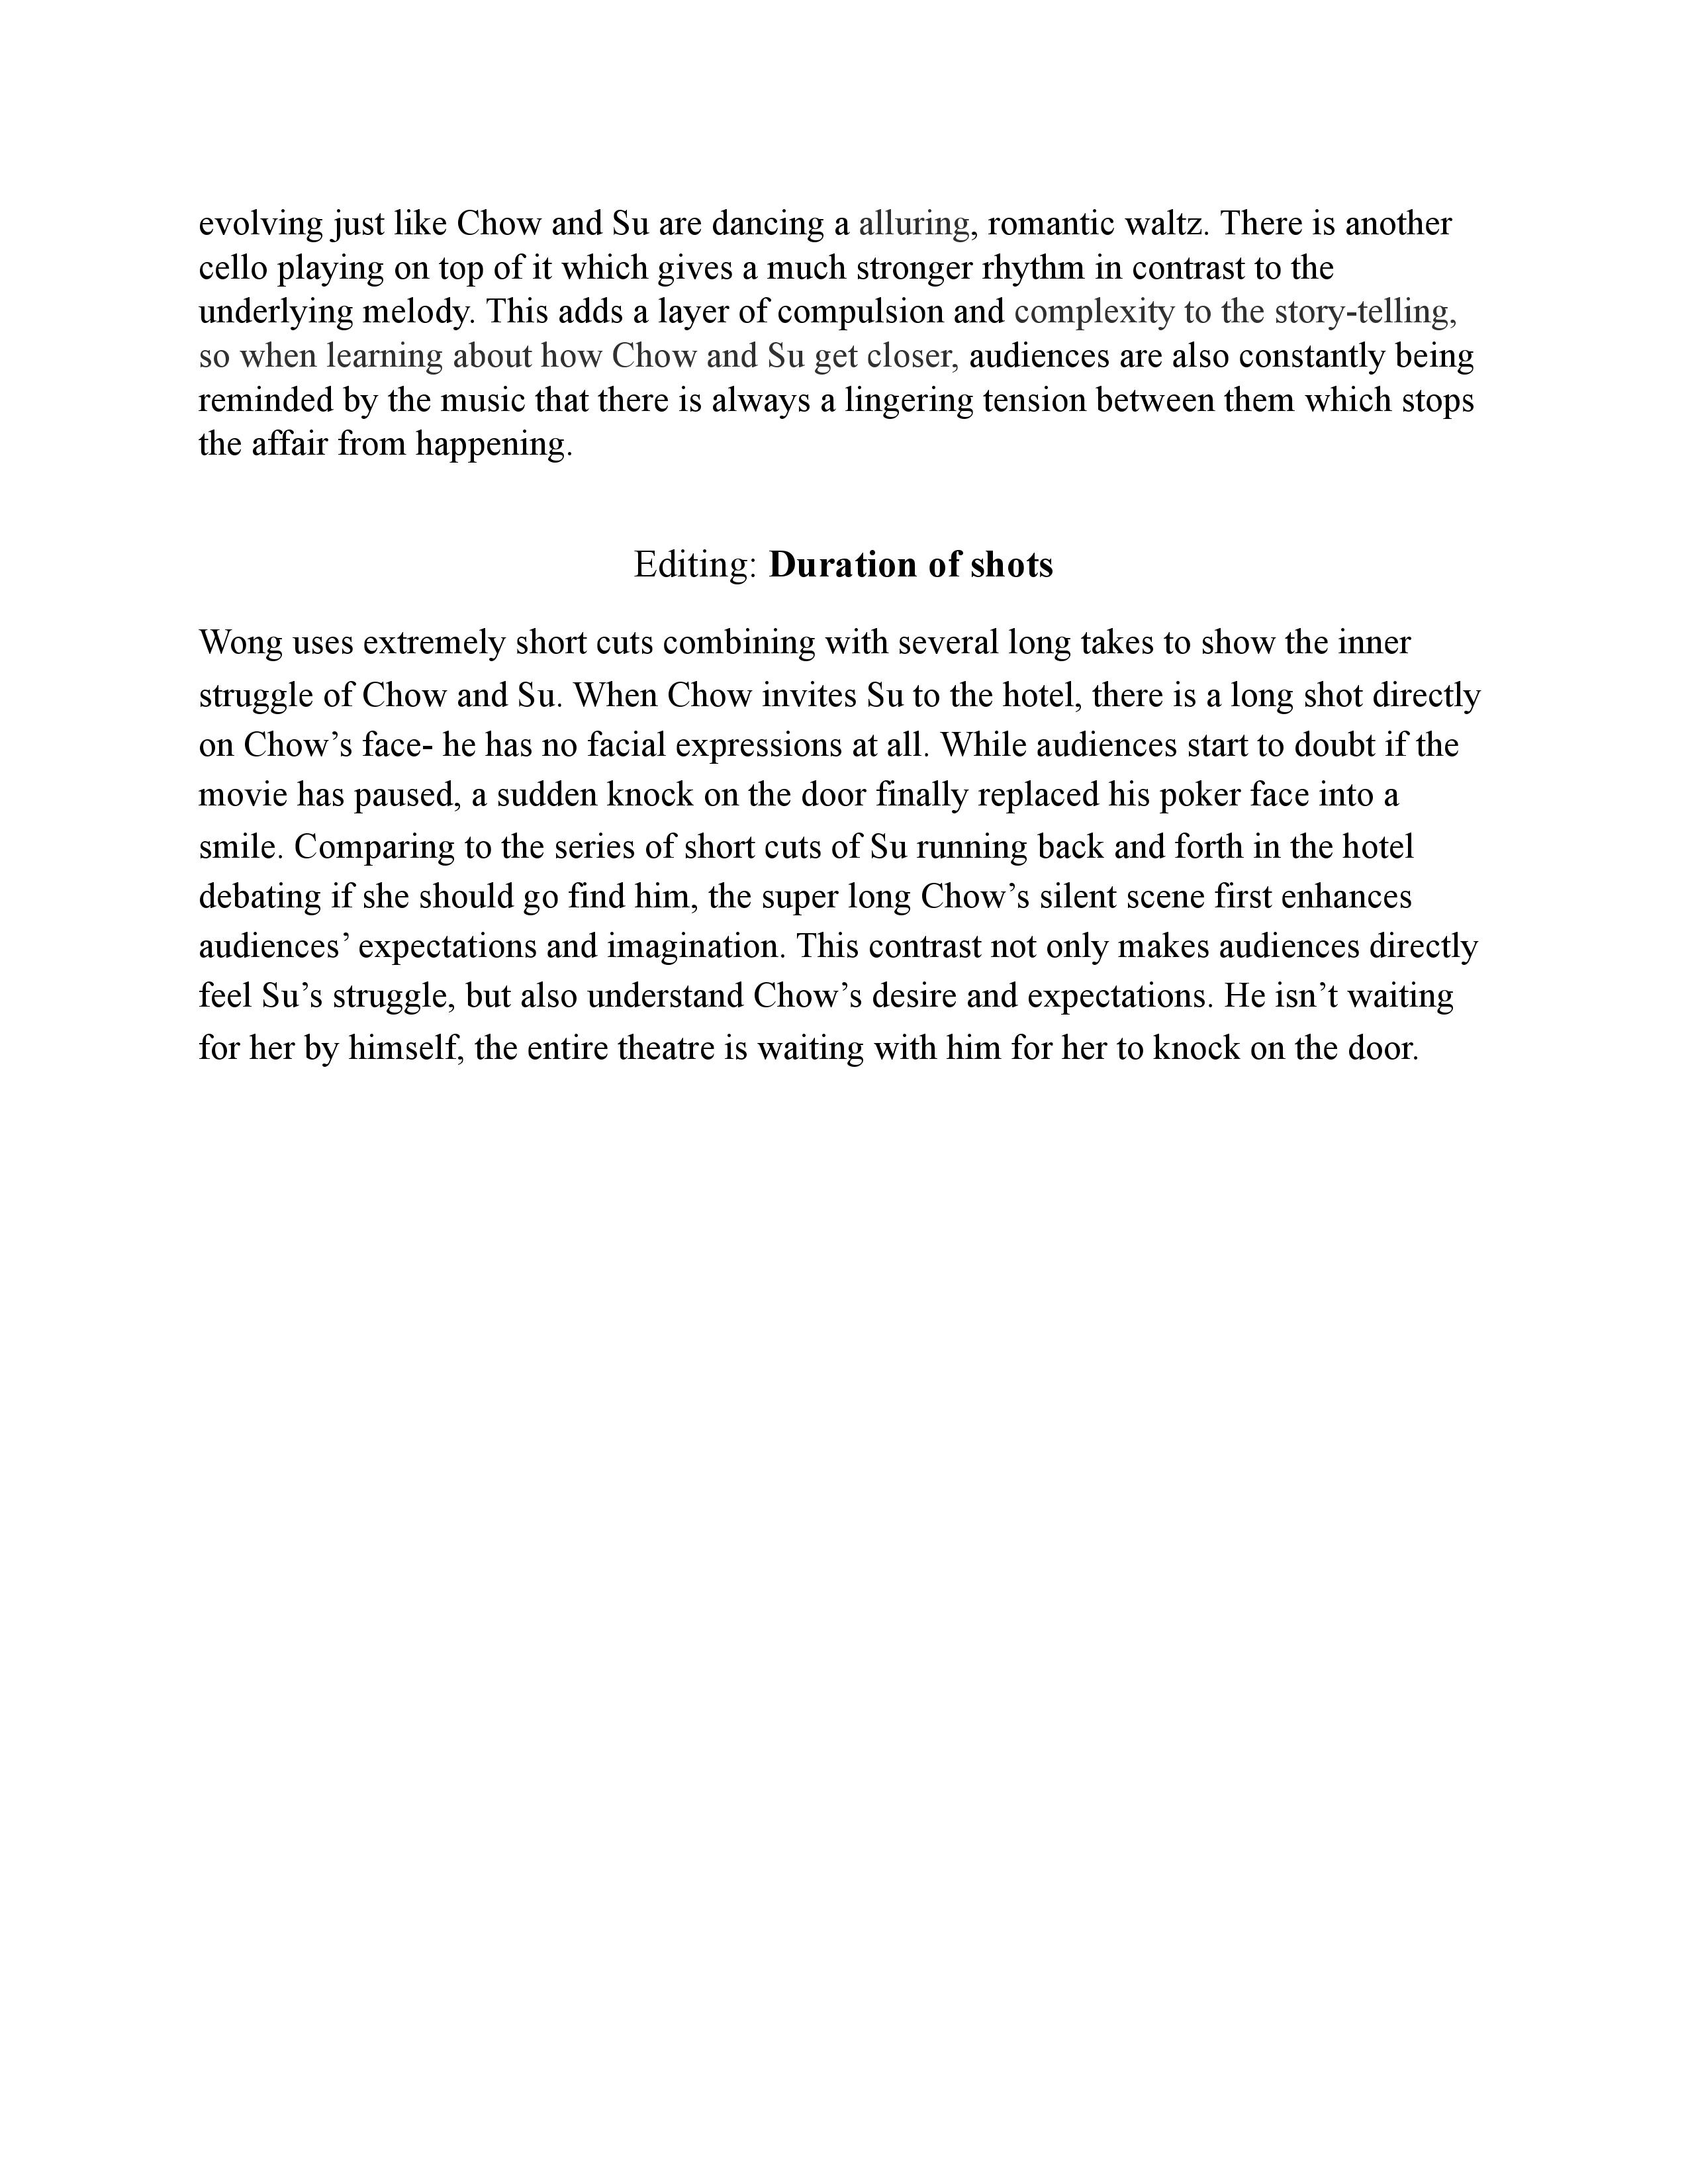 evolving just like Chow and Su are dancing a alluring, romantic waltz. There is another
cello playing on top of it which gives a much stronger rhythm in contrast to the
underlying melody. This adds a layer of compulsion and complexity to the story-telling,
so when learning about how Chow and Su get closer, audiences are also constantly being
reminded by the music that there is always a lingering tension between them which stops
the affair from happening.
Editing: Duration of shots
Wong uses extremely short cuts combining with several long takes to show the inner
struggle of Chow and Su. When Chow invites Su to the hotel, there is a long shot directly
on Chow’s face- he has no facial expressions at all. While audiences start to doubt if the
movie has paused, a sudden knock on the door finally replaced his poker face into a
smile. Comparing to the series of short cuts of Su running back and forth in the hotel
debating if she should go find him, the super long Chow’s silent scene first enhances
audiences’ expectations and imagination. This contrast not only makes audiences directly
feel Su’s struggle, but also understand Chow’s desire and expectations. He isn’t waiting
for her by himself, the entire theatre is waiting with him for her to knock on the door.